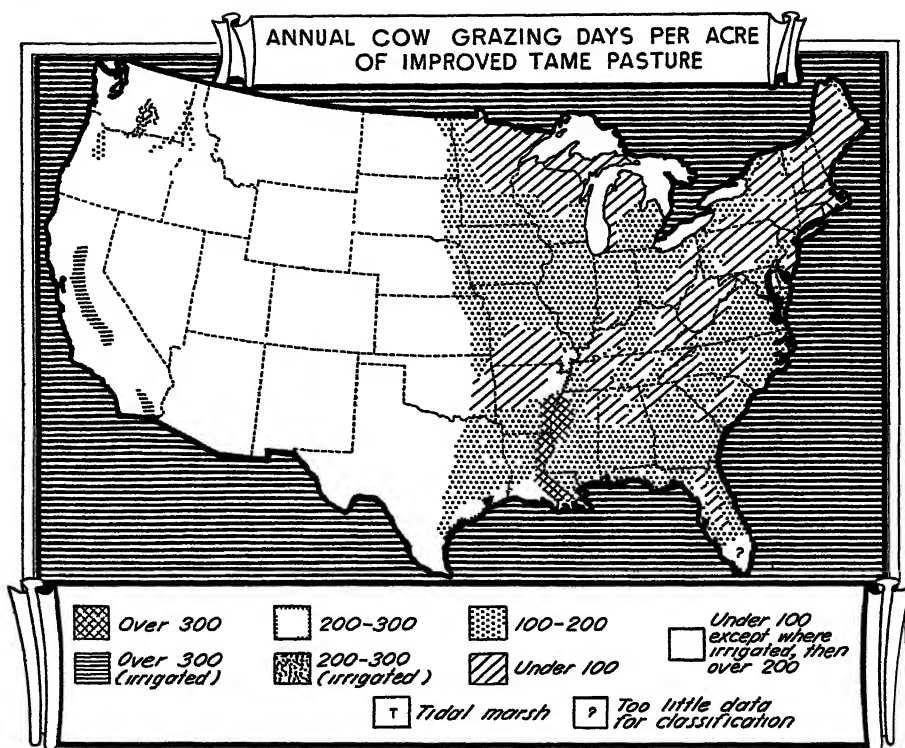 ANNUAL COW GRAZING DAYS PER ACRE
OF IMPROVED TAME PASTURE
?
Over 300
200-300
100-200
Under 100
except where
irrigated, then
over 200
Over 300
(irrigated)
200-300
(irrigated)
Under 100
T Tidal marsh
? Too little data
for classification